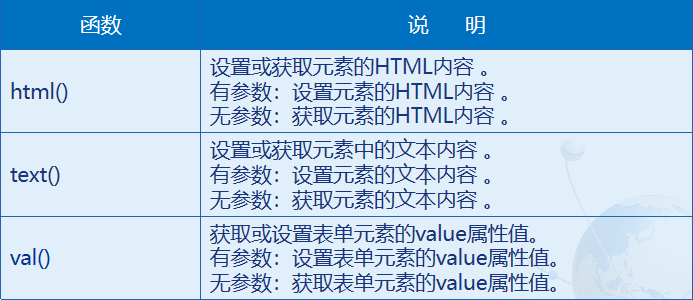 函数 说 明
html()
设置或获取元素的HTML内容 。
有参数：设置元素的HTML内容 。
无参数：获取元素的HTML内容 。
text()
设置或获取元素中的文本内容 。
有参数：设置元素的文本内容 。
无参数：获取元素的文本内容 。
val()
获取或设置表单元素的value属性值。
有参数：设置表单元素的value属性值。
无参数：获取表单元素的value属性值。